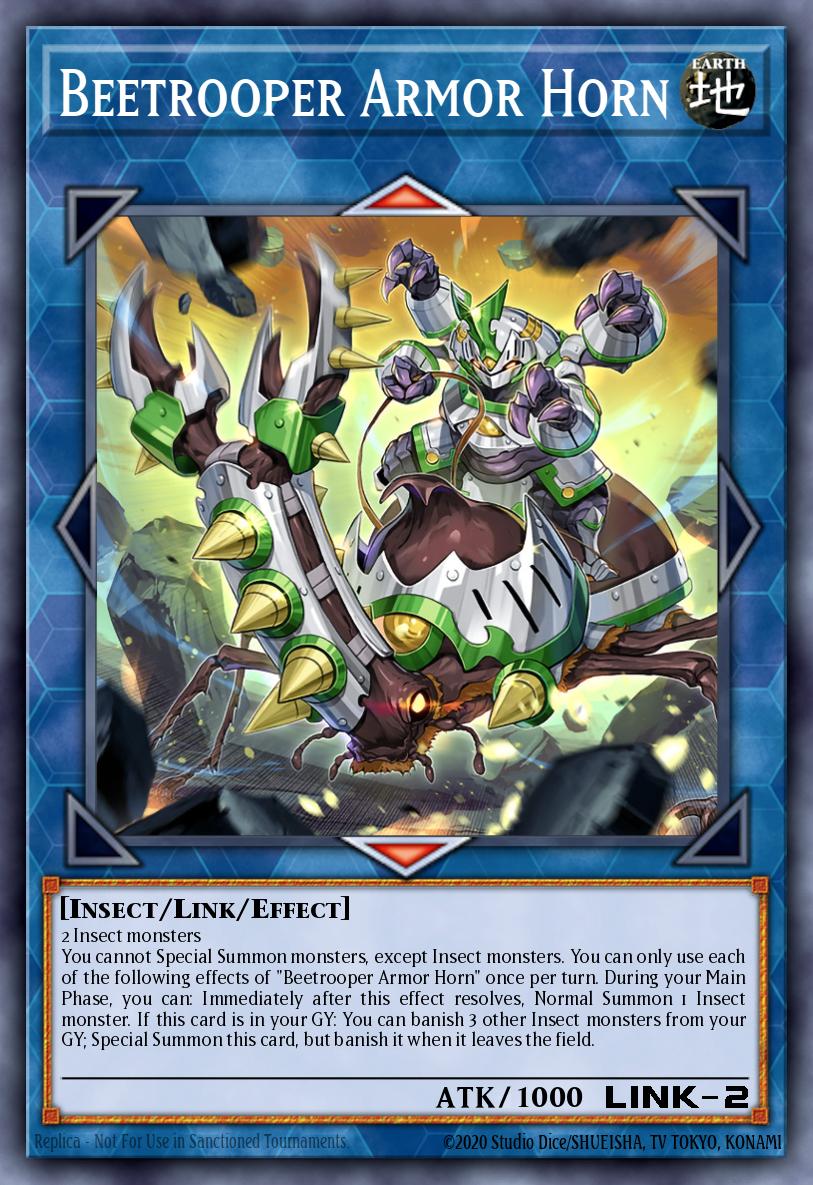 Beetrooper Armor Horn
EARTH
地
[Insect/Link/Effect]
2 Insect monsters
You cannot Special Summon monsters, except Insect monsters. You can only use each
of the following effects of "Beetrooper Armor Horn" once per turn. During your Main
Phase, you can: Immediately after this effect resolves, Normal Summon 1 Insect
monster. If this card is in your GY: You can banish 3 other Insect monsters from your
GY; Special Summon this card, but banish it when it leaves the field.
ATK/1000 LINK-2
Replica - Not For Use in Sanctioned Tournaments.
©2020 Studio Dice/SHUEISHA, TV TOKYO, KONAMI